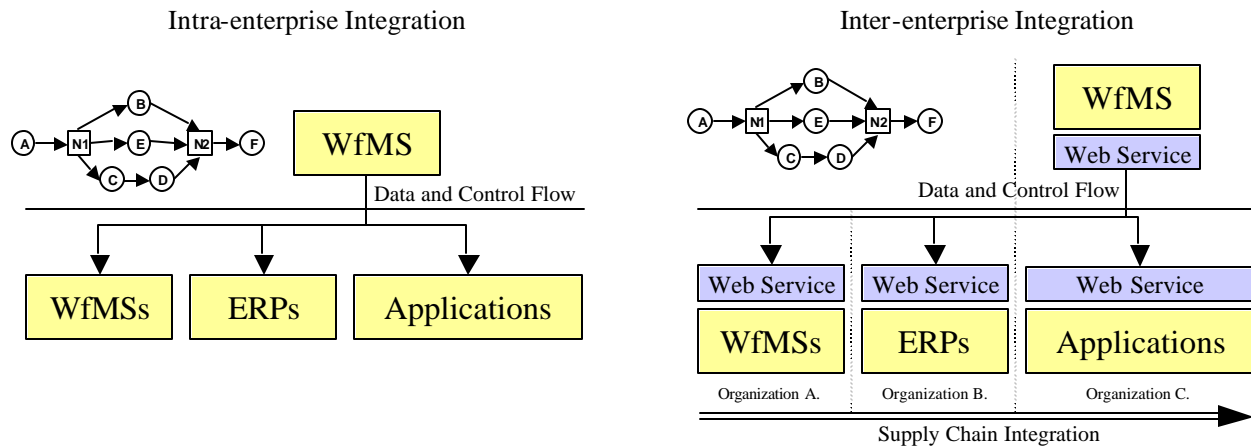 Intra-enterprise Integration
B
A
N1
E
N2
F
C
D
WfMS
Data and Control Flow
WfMSs
ERPs
Applications
Inter-enterprise Integration
B
A
N1
E
N2
F
C
D
WfMS
Web Service
Data and Control Flow
Web Service
Web Service
Web Service
WfMSs
ERPs
Applications
Organization A.
Organization B.
Organization C.
Supply Chain Integration